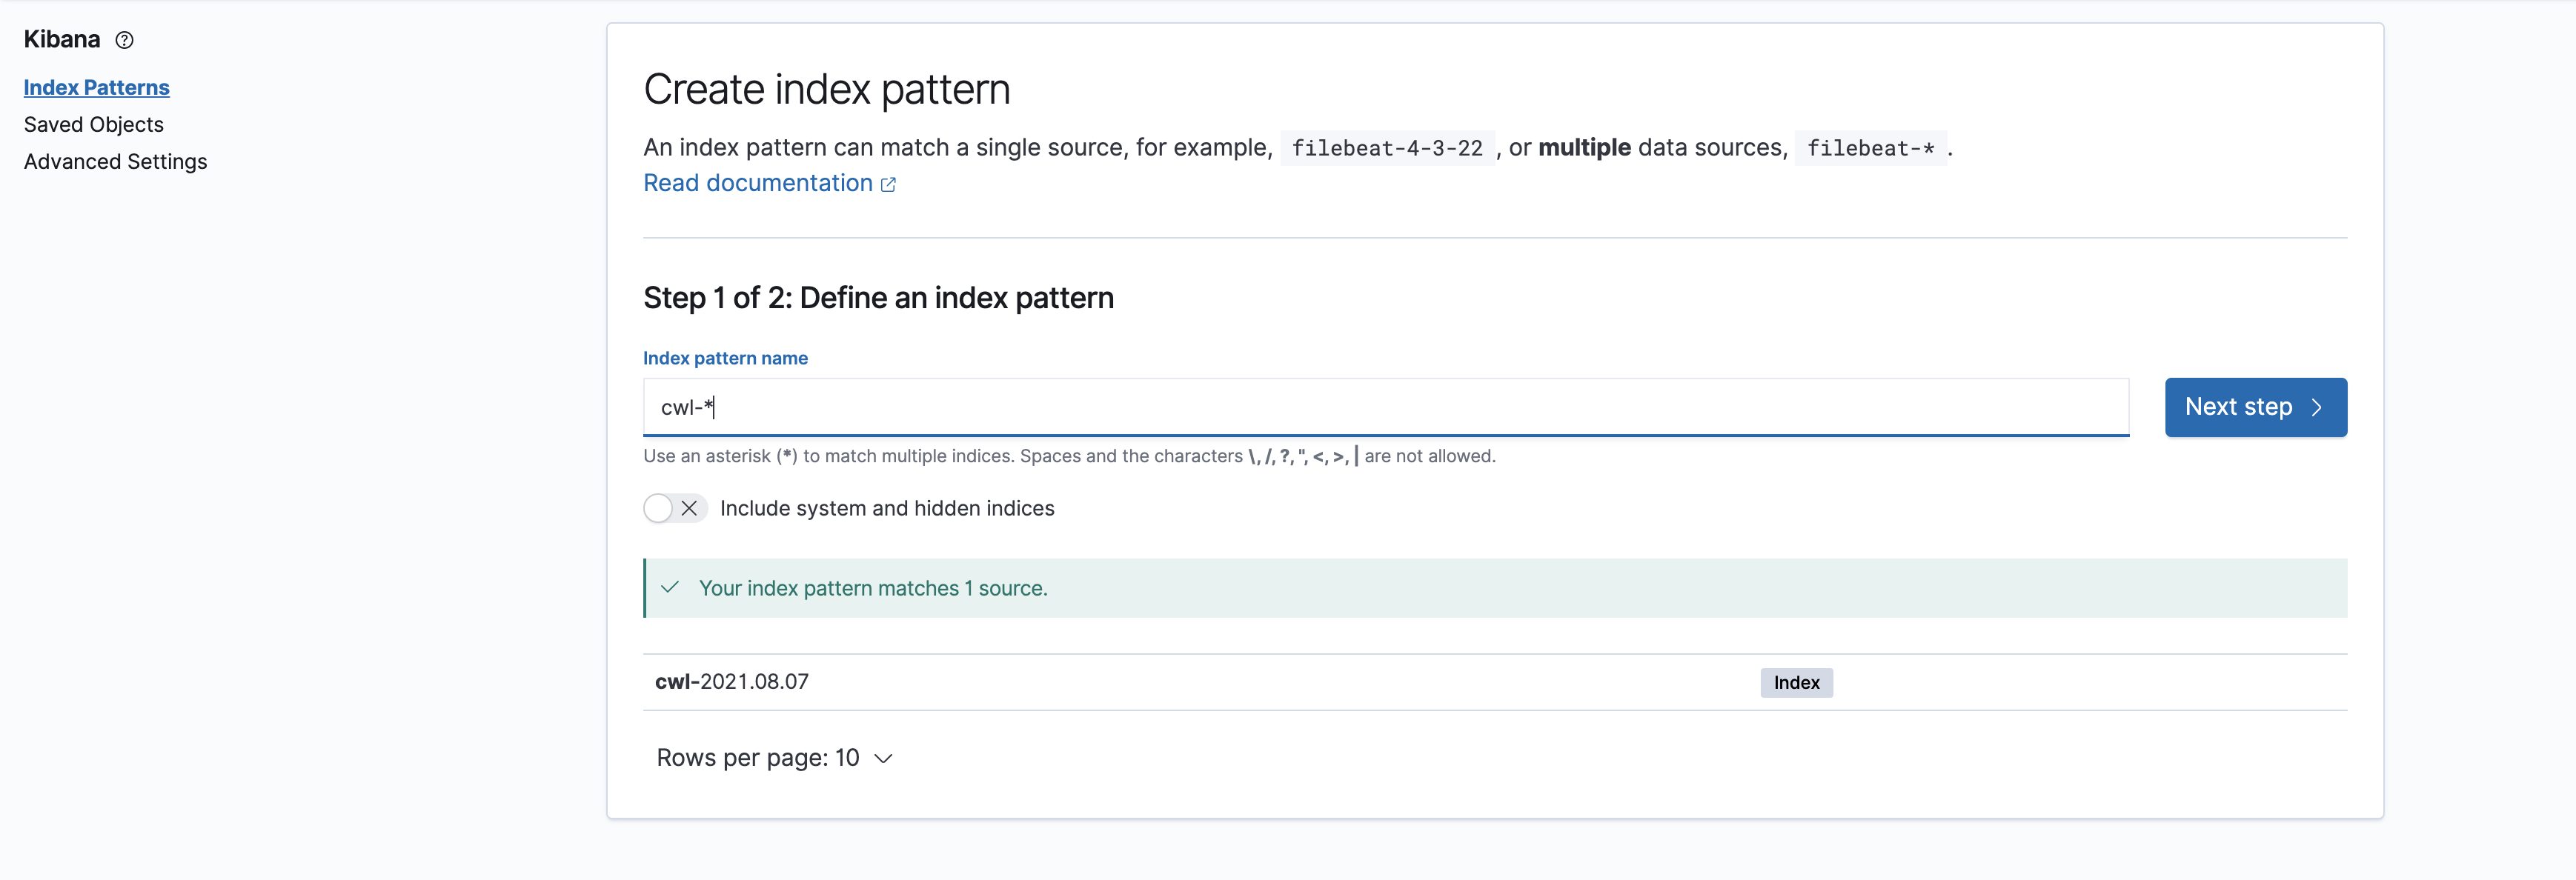 Kibana
Index Patterns
Saved Objects
Advanced Settings
Create index pattern
An index pattern can match a single source, for example, filebeat-4-3-22 , or multiple data sources, filebeat-* .
Read documentation
Step 1 of 2: Define an index pattern
Index pattern name
cwl-*
Next step
Use an asterisk (*) to match multiple indices. Spaces and the characters \, /, ?, ", <, >, | are not allowed.
Include system and hidden indices
Your index pattern matches 1 source.
cwl-2021.08.07 Index
Rows per page: 10